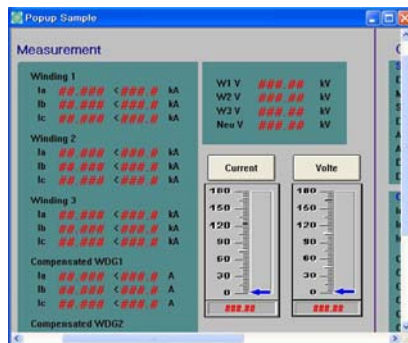 Popup Sample
Measurement
Winding 1
Ia ##.### <###.# kA
Ib ##.### <###.# kA
Ic ##.### <###.# kA
Winding 2
Ia ##.### <###.# kA
Ib ##.### <###.# kA
Ic ##.### <###.# kA
Winding 3
Ia ##.### <###.# kA
Ib ##.### <###.# kA
Ic ##.### <###.# kA
Compensated WDG1
Ia ##.### <###.# A
Ib ##.### <###.# A
Ic ##.### <###.# A
Compensated WDG2
W1 V ###.## kV
W2 V ###.## kV
W3 V ###.## kV
Neu V ###.## kV
Current
180
150
120
90
60
30
0
###.##
Volte
180
150
120
90
60
30
0
###.##